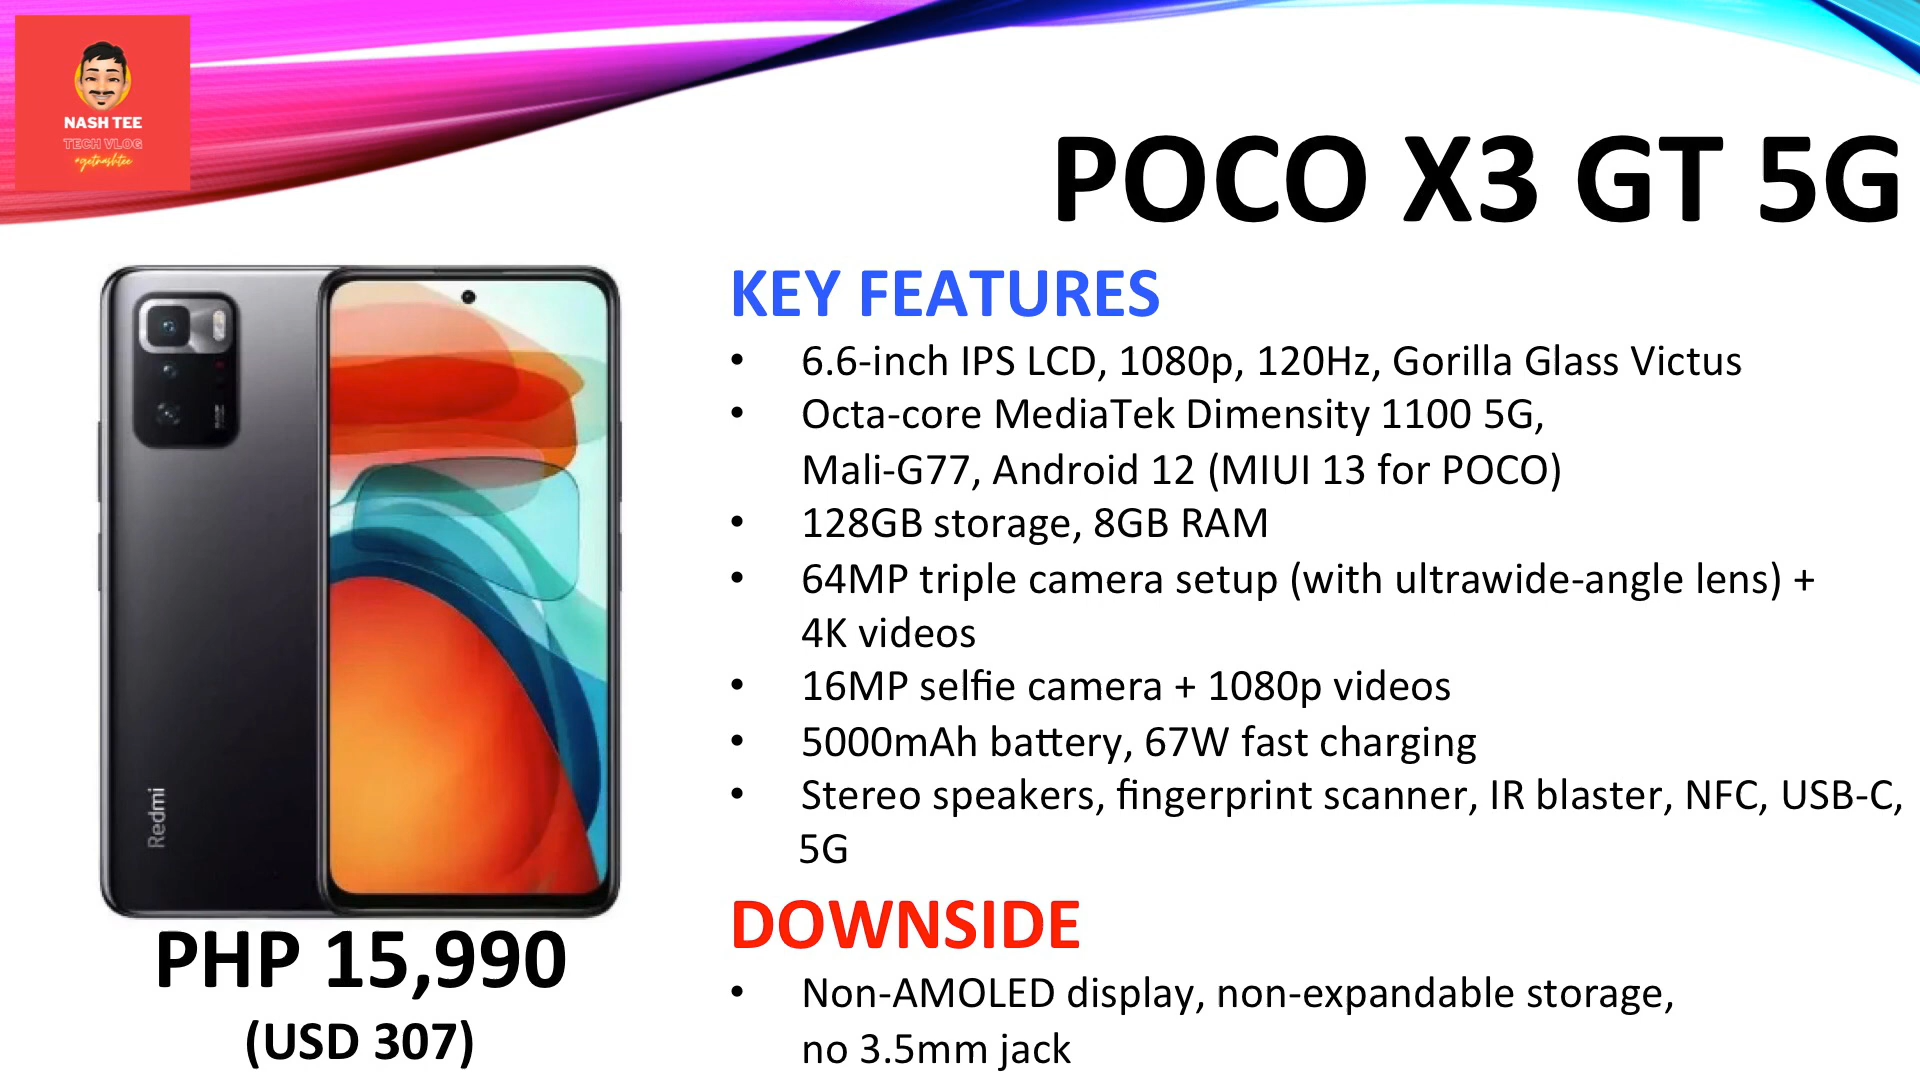 NASH TEE
TECH VLOG
#getnashtee
POCO X3 GT 5G
KEY FEATURES
• 6.6-inch IPS LCD, 1080p, 120Hz, Gorilla Glass Victus
• Octa-core MediaTek Dimensity 1100 5G,
Mali-G77, Android 12 (MIUI 13 for POCO)
• 128GB storage, 8GB RAM
• 64MP triple camera setup (with ultrawide-angle lens) +
4K videos
• 16MP selfie camera + 1080p videos
• 5000mAh battery, 67W fast charging
• Stereo speakers, fingerprint scanner, IR blaster, NFC, USB-C,
5G
DOWNSIDE
• Non-AMOLED display, non-expandable storage,
no 3.5mm jack
Redmi
PHP 15,990
(USD 307)